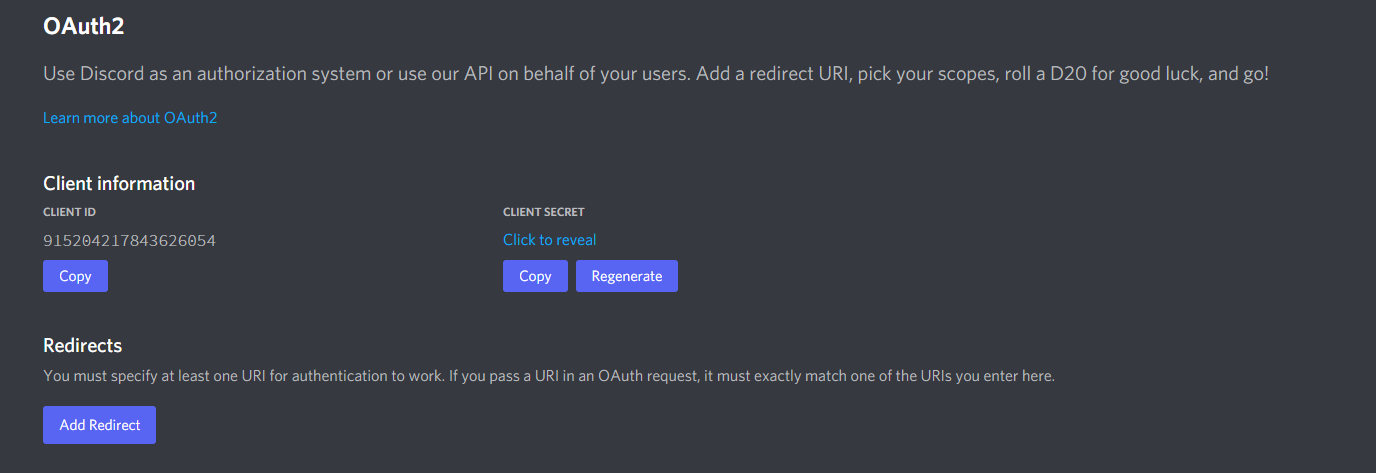 OAuth2
Use Discord as an authorization system or use our API on behalf of your users. Add a redirect URI, pick your scopes, roll a D20 for good luck, and go!
Learn more about OAuth2
Client information
CLIENT ID
CLIENT SECRET
915204217843626054
Click to reveal
Copy
Copy
Regenerate
Redirects
You must specify at least one URI for authentication to work. If you pass a URI in an OAuth request, it must exactly match one of the URIs you enter here.
Add Redirect